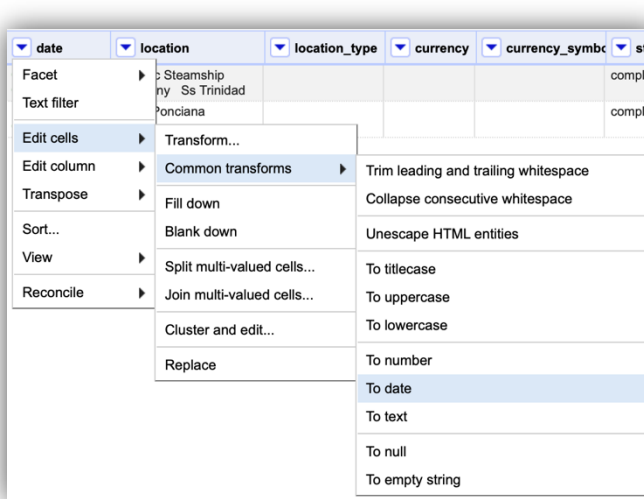 date location location_type currency currency_symbo st
Facet
Text filter
Edit cells
Edit column
Transpose
Sort...
View
Reconcile
c Steamship
ny Ss Trinidad
Ponciana
compl
compl
Transform...
Common transforms
Fill down
Blank down
Split multi-valued cells...
Join multi-valued cells...
Cluster and edit...
Replace
Trim leading and trailing whitespace
Collapse consecutive whitespace
Unescape HTML entities
To titlecase
To uppercase
To lowercase
To number
To date
To text
To null
To empty string